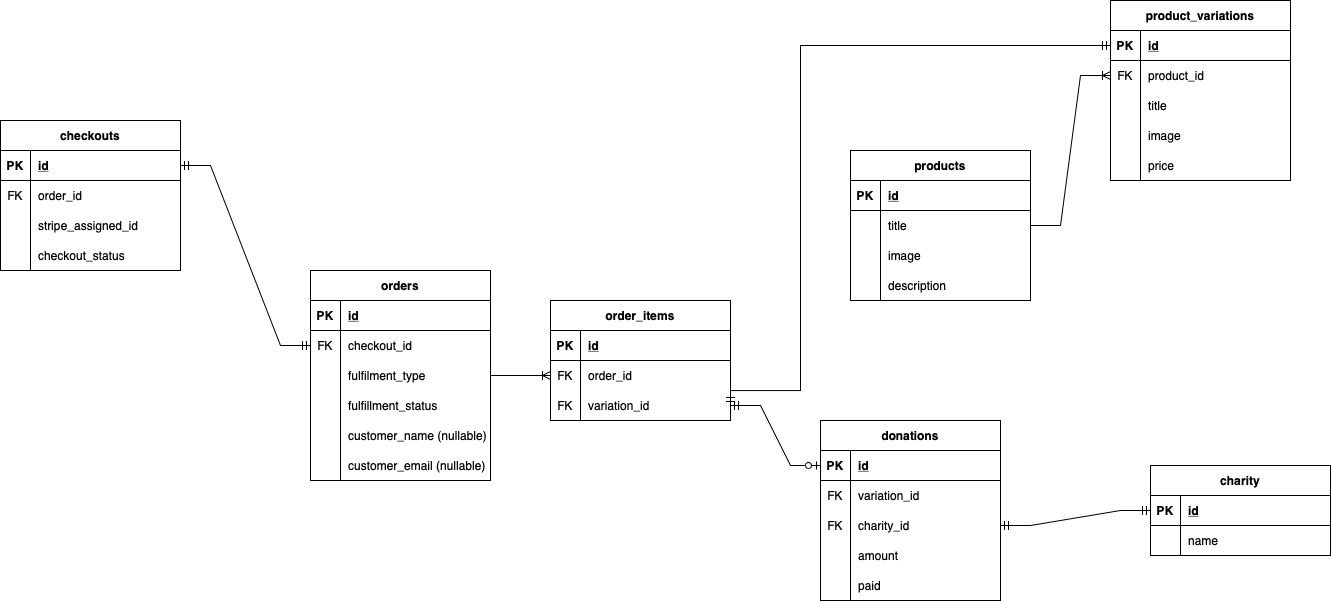 product_variations
PK id
FK product_id
title
image
price
checkouts
PK id
FK order_id
stripe_assigned_id
checkout_status
products
PK id
title
image
description
orders
PK id
FK checkout_id
fulfilment_type
fulfillment_status
customer_name (nullable)
customer_email (nullable)
order_items
PK id
FK order_id
FK variation_id
donations
PK id
FK variation_id
FK charity_id
amount
paid
charity
PK id
name